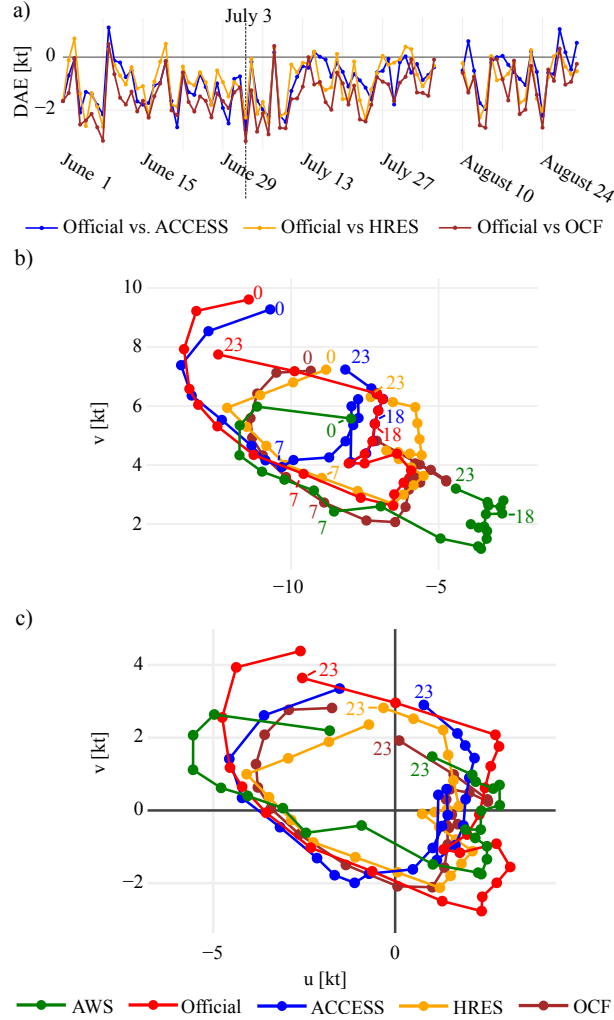 a)
July 3
DAE [kt]
0
−2
June 1
June 15
June 29
July 13
July 27
August 10
August 24
Official vs. ACCESS
Official vs HRES
Official vs OCF
b)
v [kt]
10
8
6
4
2
−10
−5
0
0
23
0
0
23
23
0
18
18
7
7
7
7
7
23
18
c)
v [kt]
4
2
0
−2
23
23
23
23
−5
0
u [kt]
AWS
Official
ACCESS
HRES
OCF